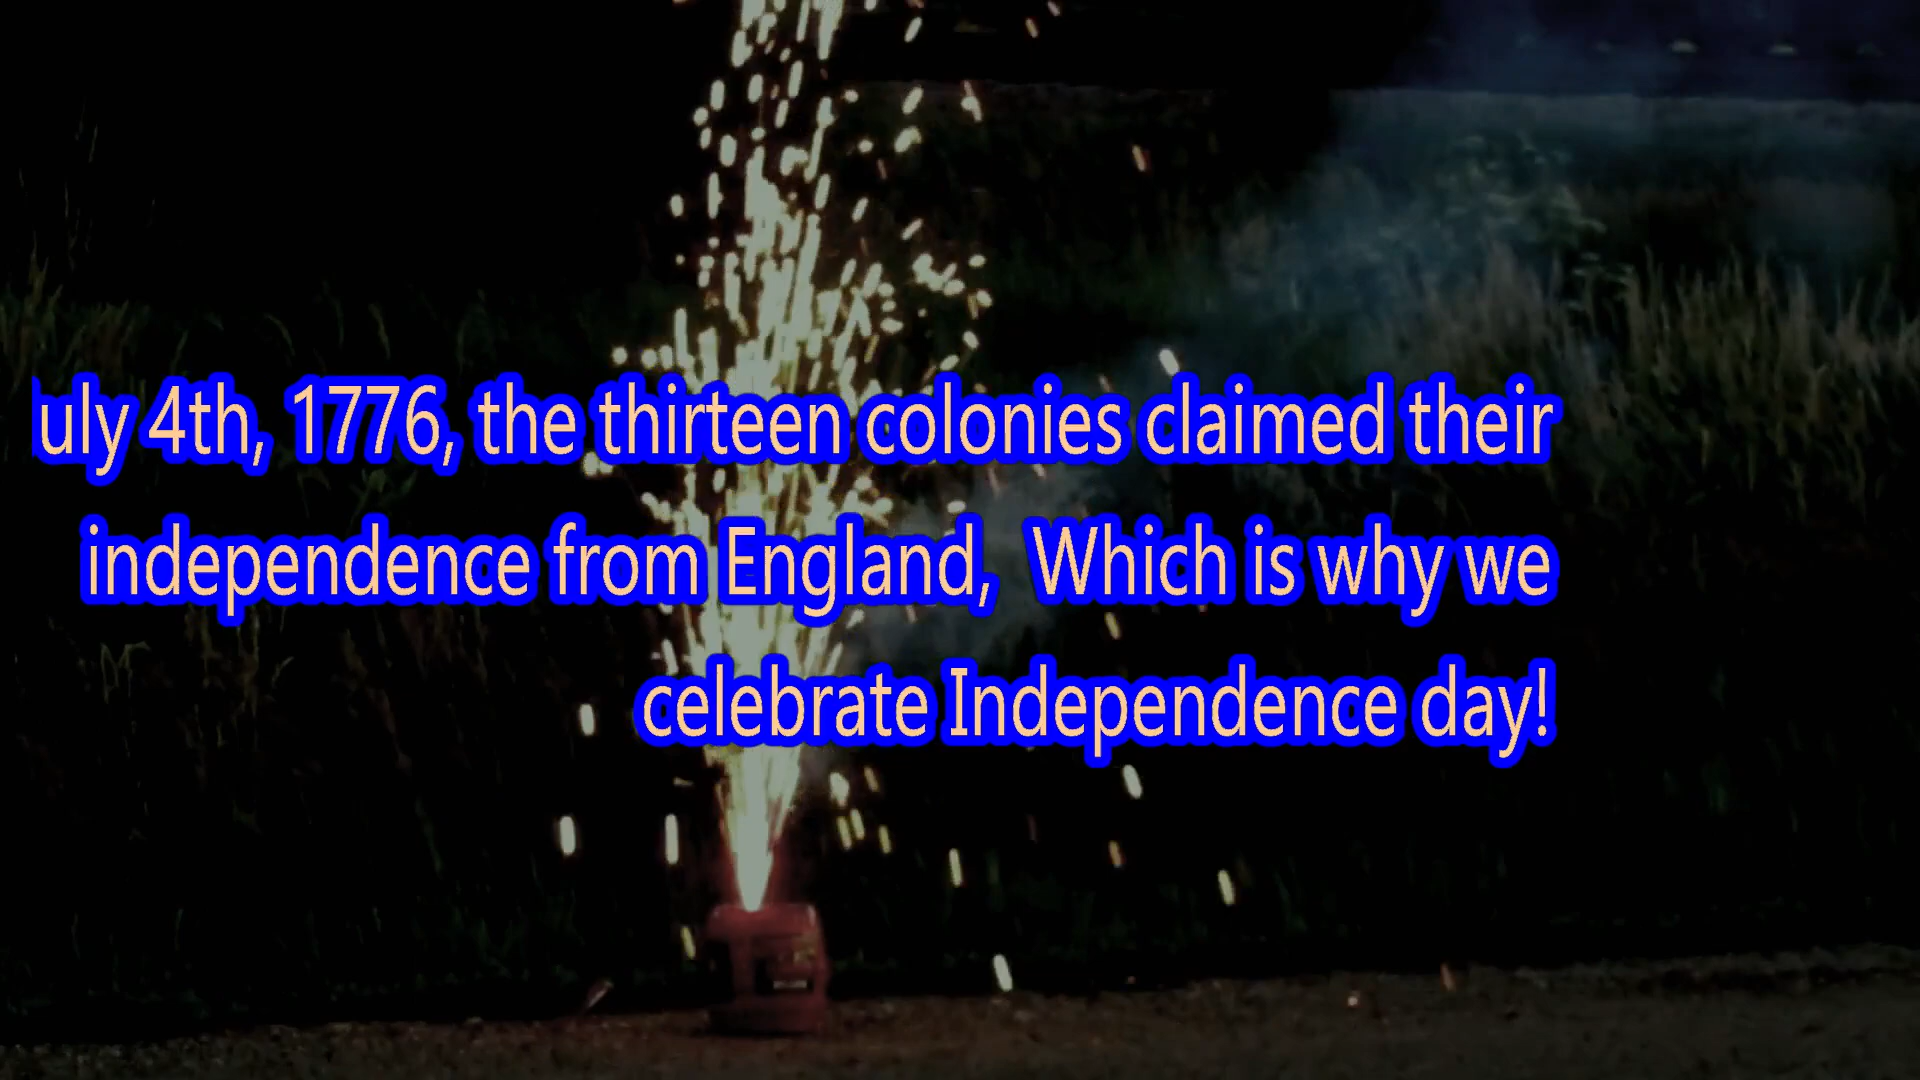 uly 4th, 1776, the thirteen colonies claimed their
independence from England,  Which is why we
celebrate Independence day!